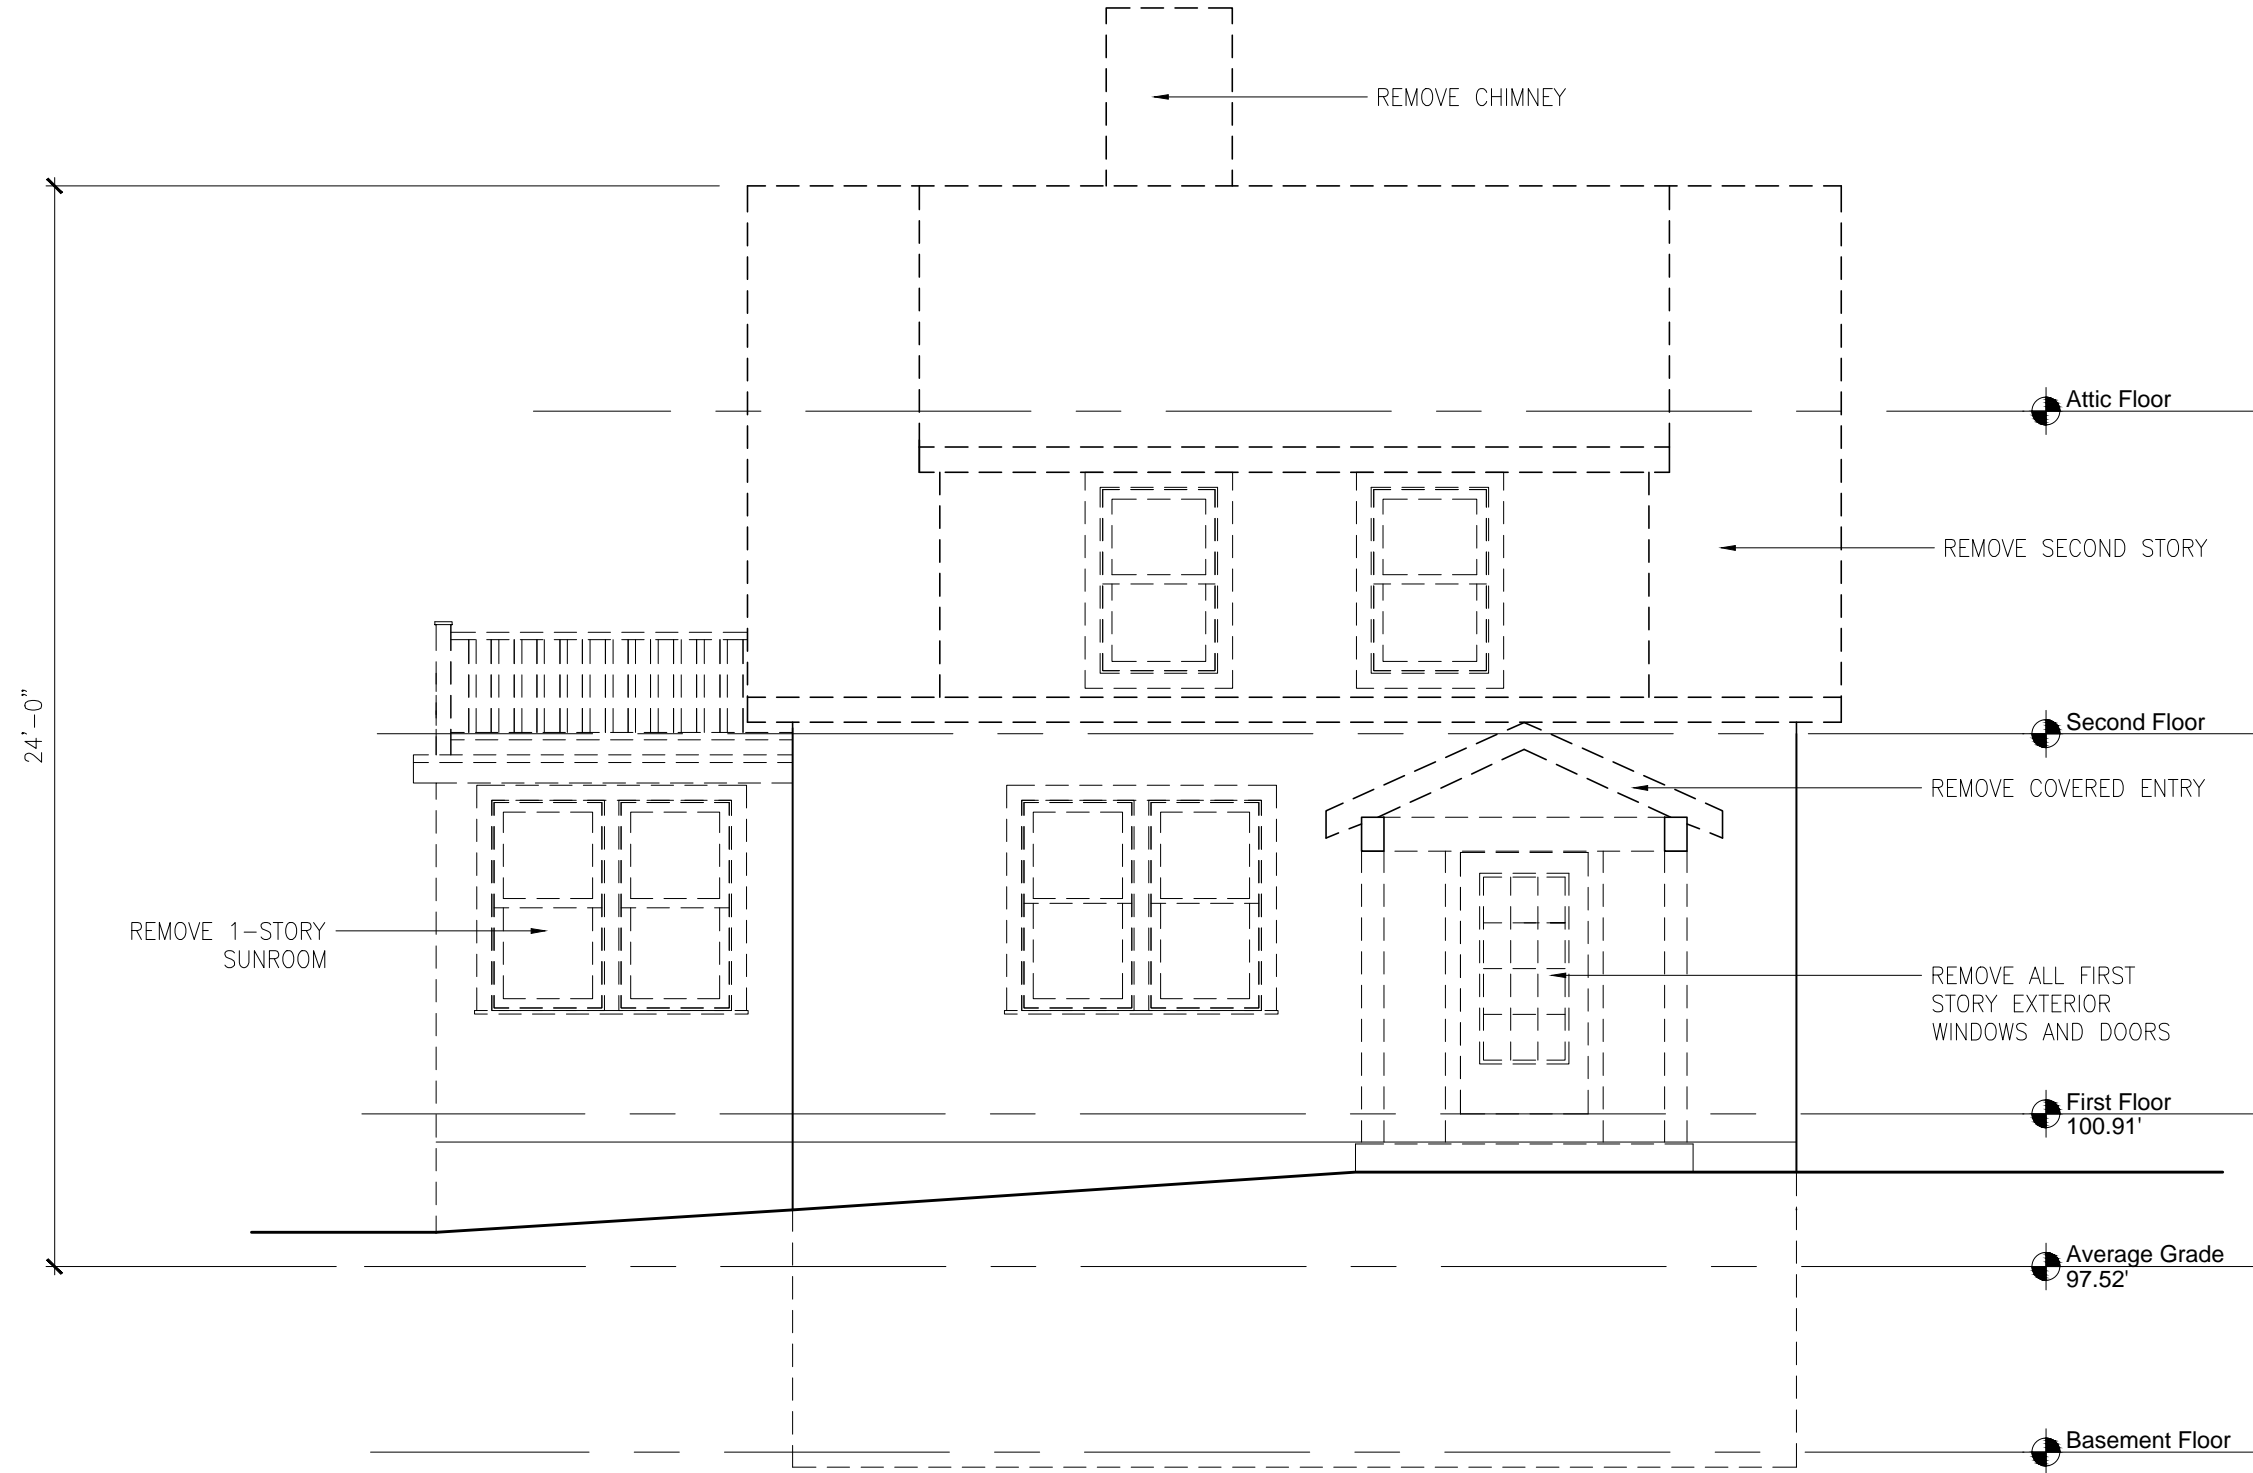 REMOVE CHIMNEY
Attic Floor
REMOVE SECOND STORY
24'-0"
Second Floor
REMOVE COVERED ENTRY
REMOVE 1-STORY
SUNROOM
REMOVE ALL FIRST
STORY EXTERIOR
WINDOWS AND DOORS
First Floor
100.91'
Average Grade
97.52'
Basement Floor